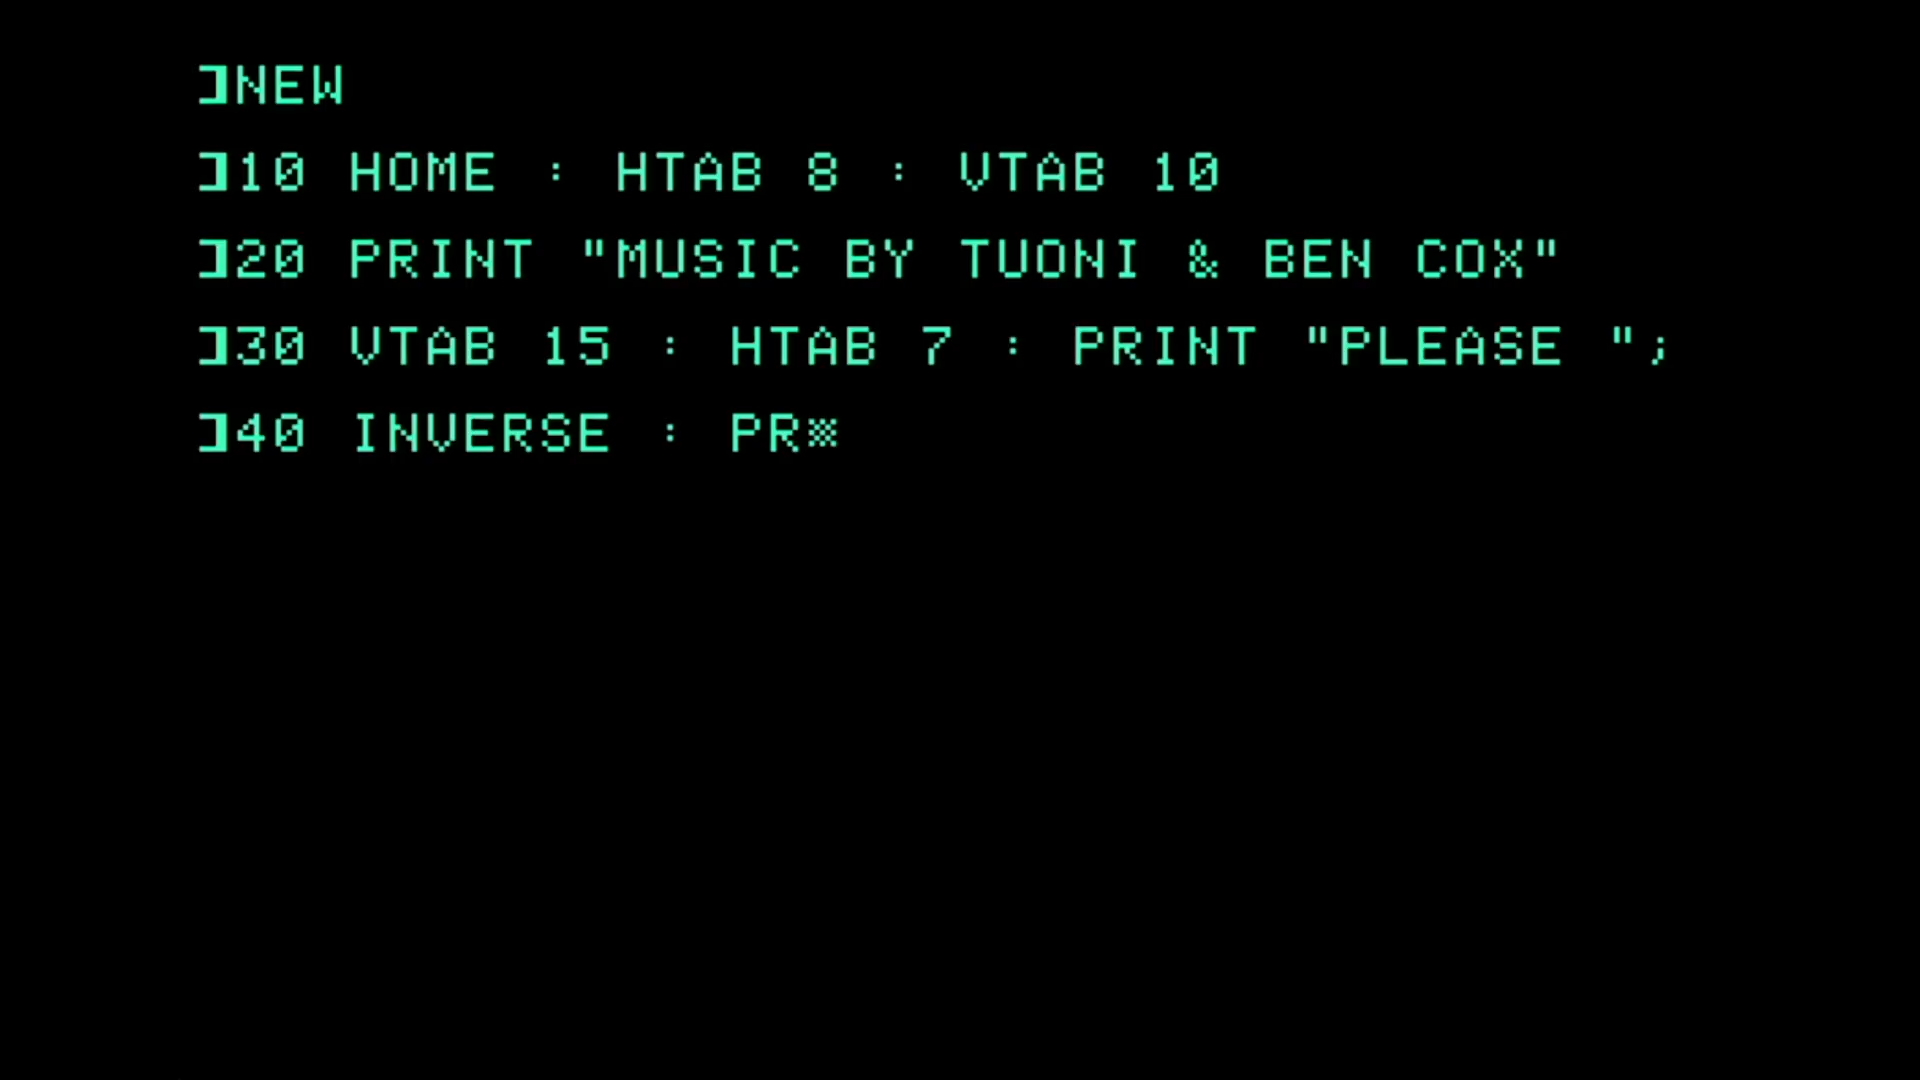 ]NEW
]10 HOME : HTAB 8 : VTAB 10
]20 PRINT "MUSIC BY TUONI & BEN COX"
]30 VTAB 15 : HTAB 7 : PRINT "PLEASE ";
]40 INVERSE : PR